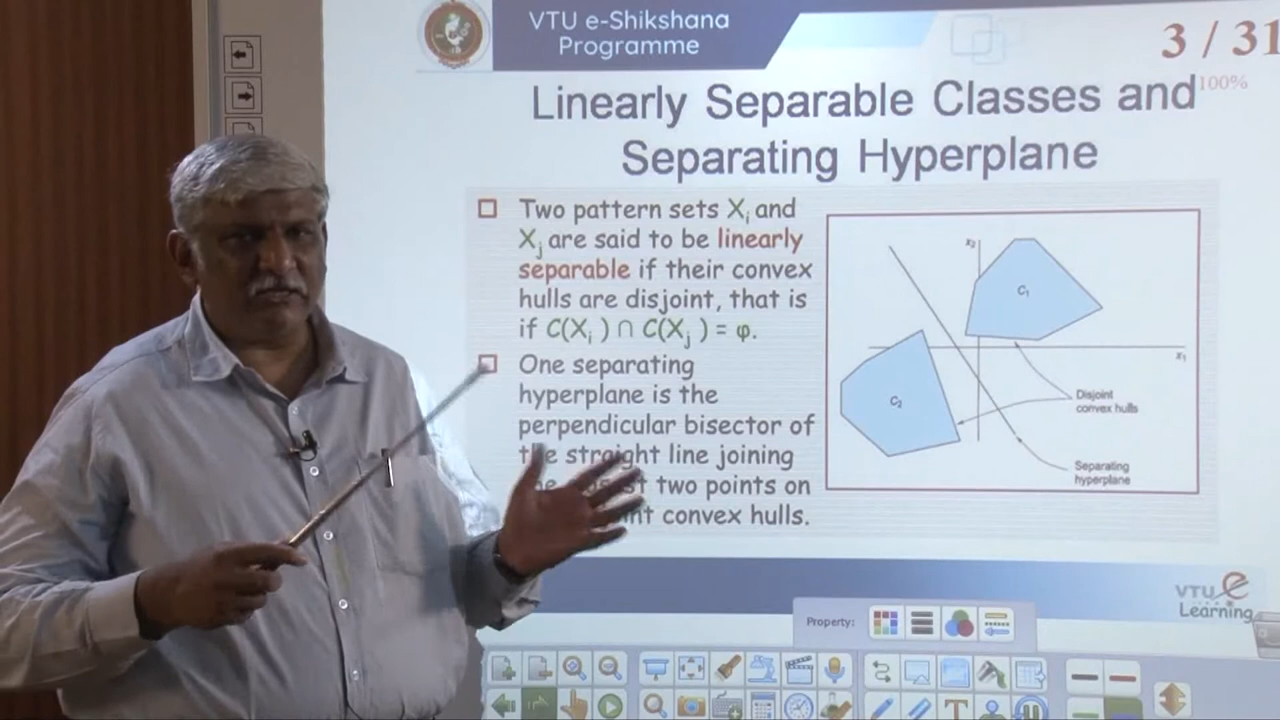 VTU e-Shikshana
Programme
3 / 31
100%
Linearly Separable Classes and
Separating Hyperplane
Two pattern sets Xi and
Xj are said to be linearly
separable if their convex
hulls are disjoint, that is
if C(Xi ) ∩ C(Xj ) = φ.
One separating
hyperplane is the
perpendicular bisector of
the straight line joining
two points on
convex hulls.
x2
C1
x1
C2
Disjoint
convex hulls
Separating
hyperplane
VTU e
Learning
Property:
T